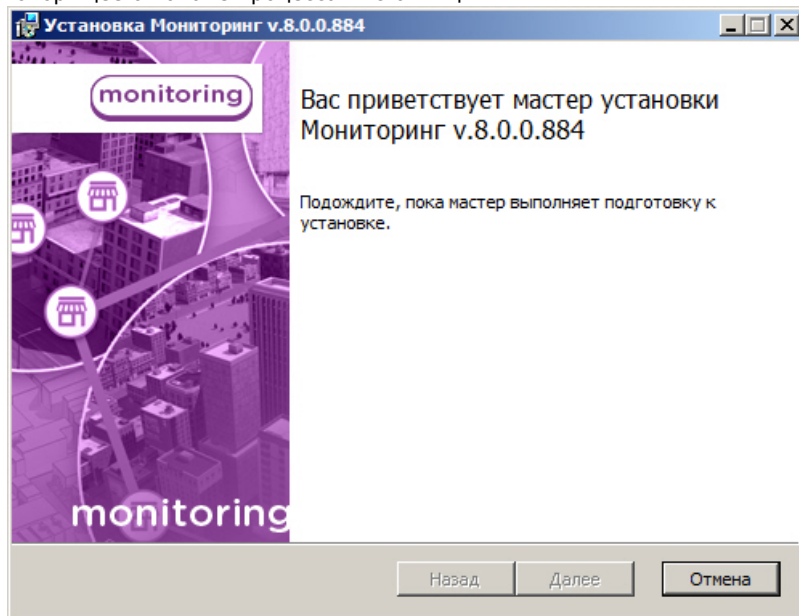 Установка Мониторинг v.8.0.0.884
monitoring
Вас приветствует мастер установки
Мониторинг v.8.0.0.884
Подождите, пока мастер выполняет подготовку к
установке.
monitoring
Назад
Далее
Отмена